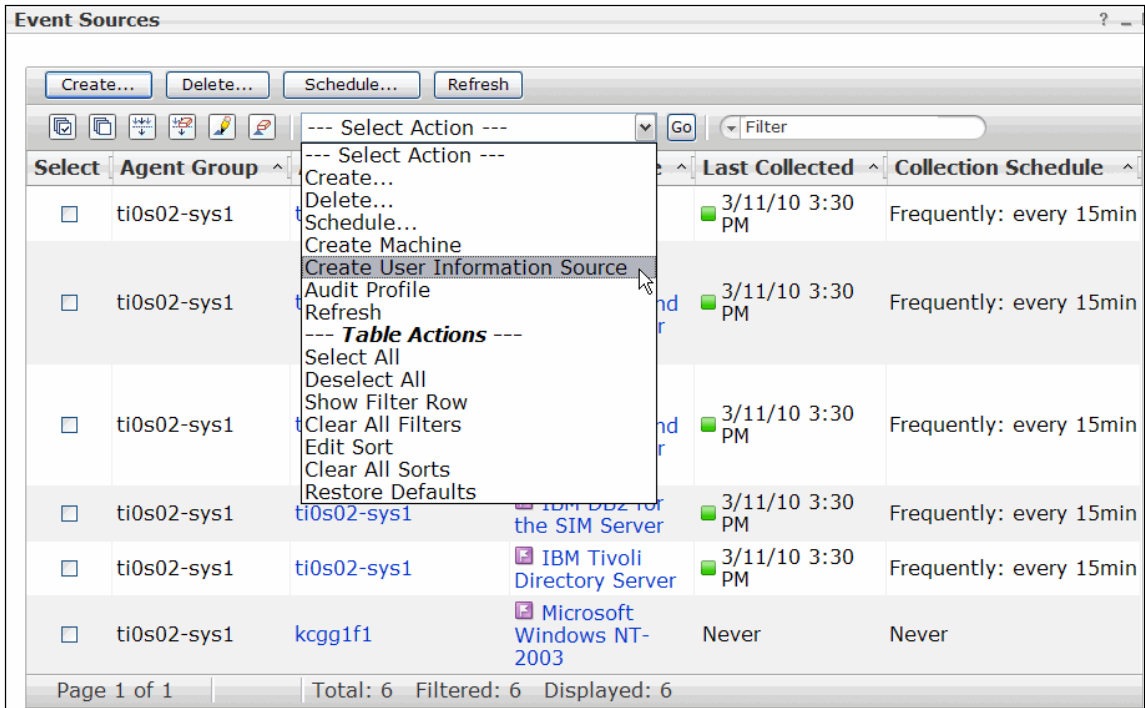 Event Sources
?
Create... Delete... Schedule... Refresh
--- Select Action --- Go Filter
Select Agent Group Last Collected Collection Schedule
--- Select Action ---
Create...
Delete...
Schedule...
Create Machine
Create User Information Source
Audit Profile
Refresh
--- Table Actions ---
Select All
Deselect All
Show Filter Row
Clear All Filters
Edit Sort
Clear All Sorts
Restore Defaults
ti0s02-sys1 3/11/10 3:30
PM Frequently: every 15min
ti0s02-sys1 3/11/10 3:30
PM Frequently: every 15min
ti0s02-sys1 3/11/10 3:30
PM Frequently: every 15min
ti0s02-sys1 ti0s02-sys1 IBM DB2 for
the SIM Server 3/11/10 3:30
PM Frequently: every 15min
ti0s02-sys1 ti0s02-sys1 IBM Tivoli
Directory Server 3/11/10 3:30
PM Frequently: every 15min
ti0s02-sys1 kcgg1f1 Microsoft
Windows NT-
2003 Never Never
Page 1 of 1 Total: 6 Filtered: 6 Displayed: 6